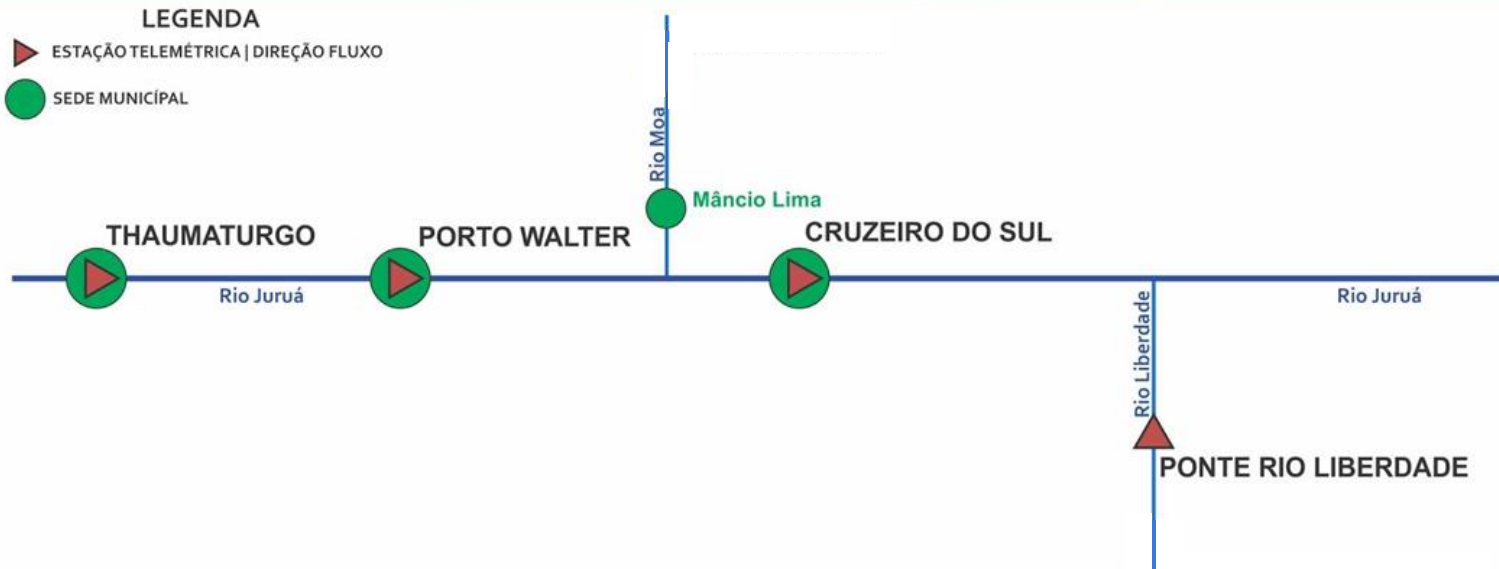 LEGENDA
ESTAÇÃO TELEMÉTRICA | DIREÇÃO FLUXO
SEDE MUNICÍPAL
Rio Moa
Mâncio Lima
THAUMATURGO
PORTO WALTER
CRUZEIRO DO SUL
Rio Juruá
Rio Juruá
Rio Liberdade
PONTE RIO LIBERDADE